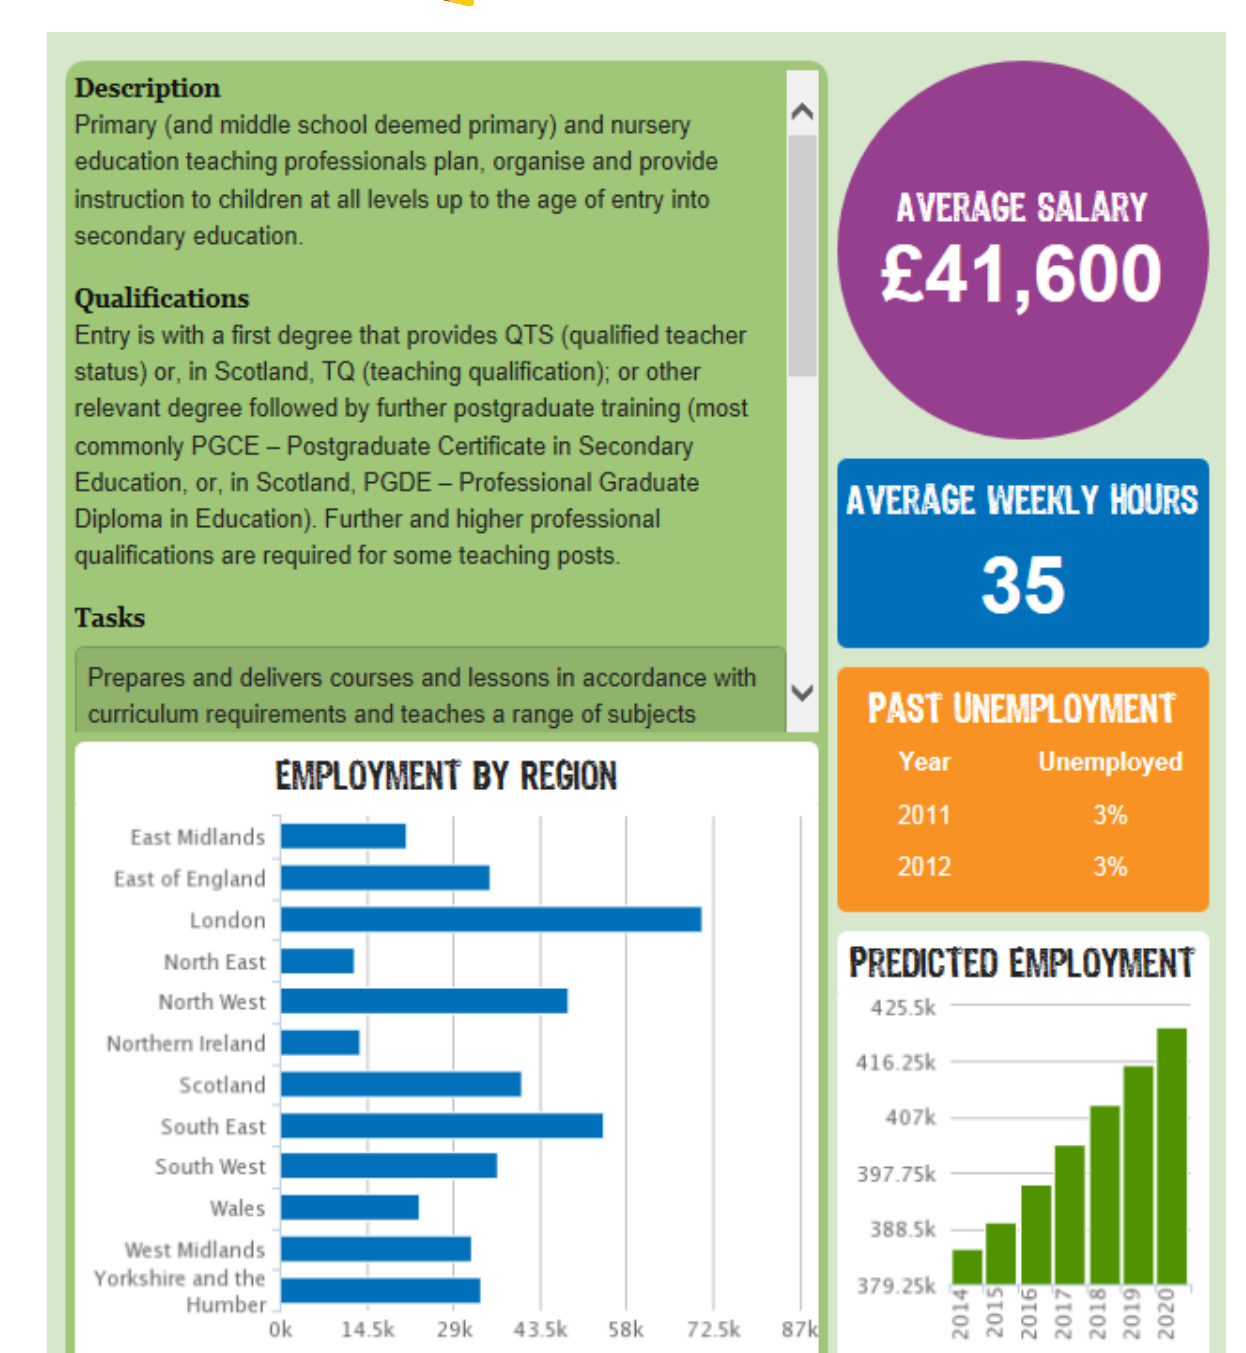 Description
Primary (and middle school deemed primary) and nursery
education teaching professionals plan, organise and provide
instruction to children at all levels up to the age of entry into
secondary education.
Qualifications
Entry is with a first degree that provides QTS (qualified teacher
status) or, in Scotland, TQ (teaching qualification); or other
relevant degree followed by further postgraduate training (most
commonly PGCE – Postgraduate Certificate in Secondary
Education, or, in Scotland, PGDE – Professional Graduate
Diploma in Education). Further and higher professional
qualifications are required for some teaching posts.
Tasks
Prepares and delivers courses and lessons in accordance with
curriculum requirements and teaches a range of subjects
EMPLOYMENT BY REGION
East Midlands
East of England
London
North East
North West
Northern Ireland
Scotland
South East
South West
Wales
West Midlands
Yorkshire and the
Humber
0k 14.5k 29k 43.5k 58k 72.5k 87k
AVERAGE SALARY
£41,600
AVERAGE WEEKLY HOURS
35
PAST UNEMPLOYMENT
Year Unemployed
2011 3%
2012 3%
PREDICTED EMPLOYMENT
425.5k
416.25k
407k
397.75k
388.5k
379.25k
2014 2015 2016 2017 2018 2019 2020